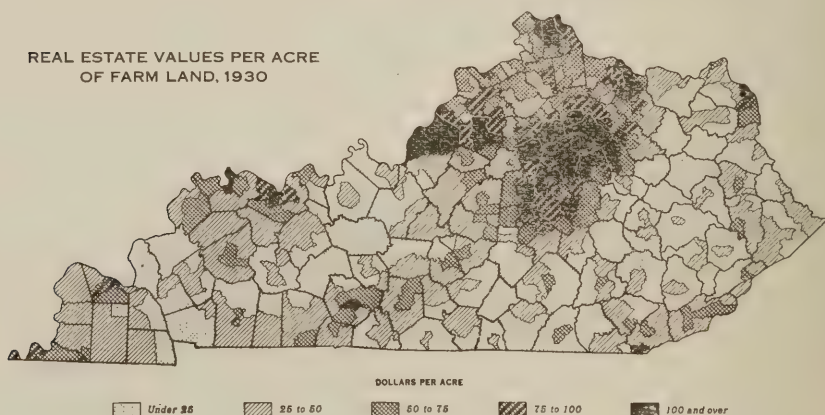 REAL ESTATE VALUES PER ACRE
OF FARM LAND, 1930
DOLLARS PER ACRE
Under 25
25 to 50
50 to 75
75 to 100
100 and over